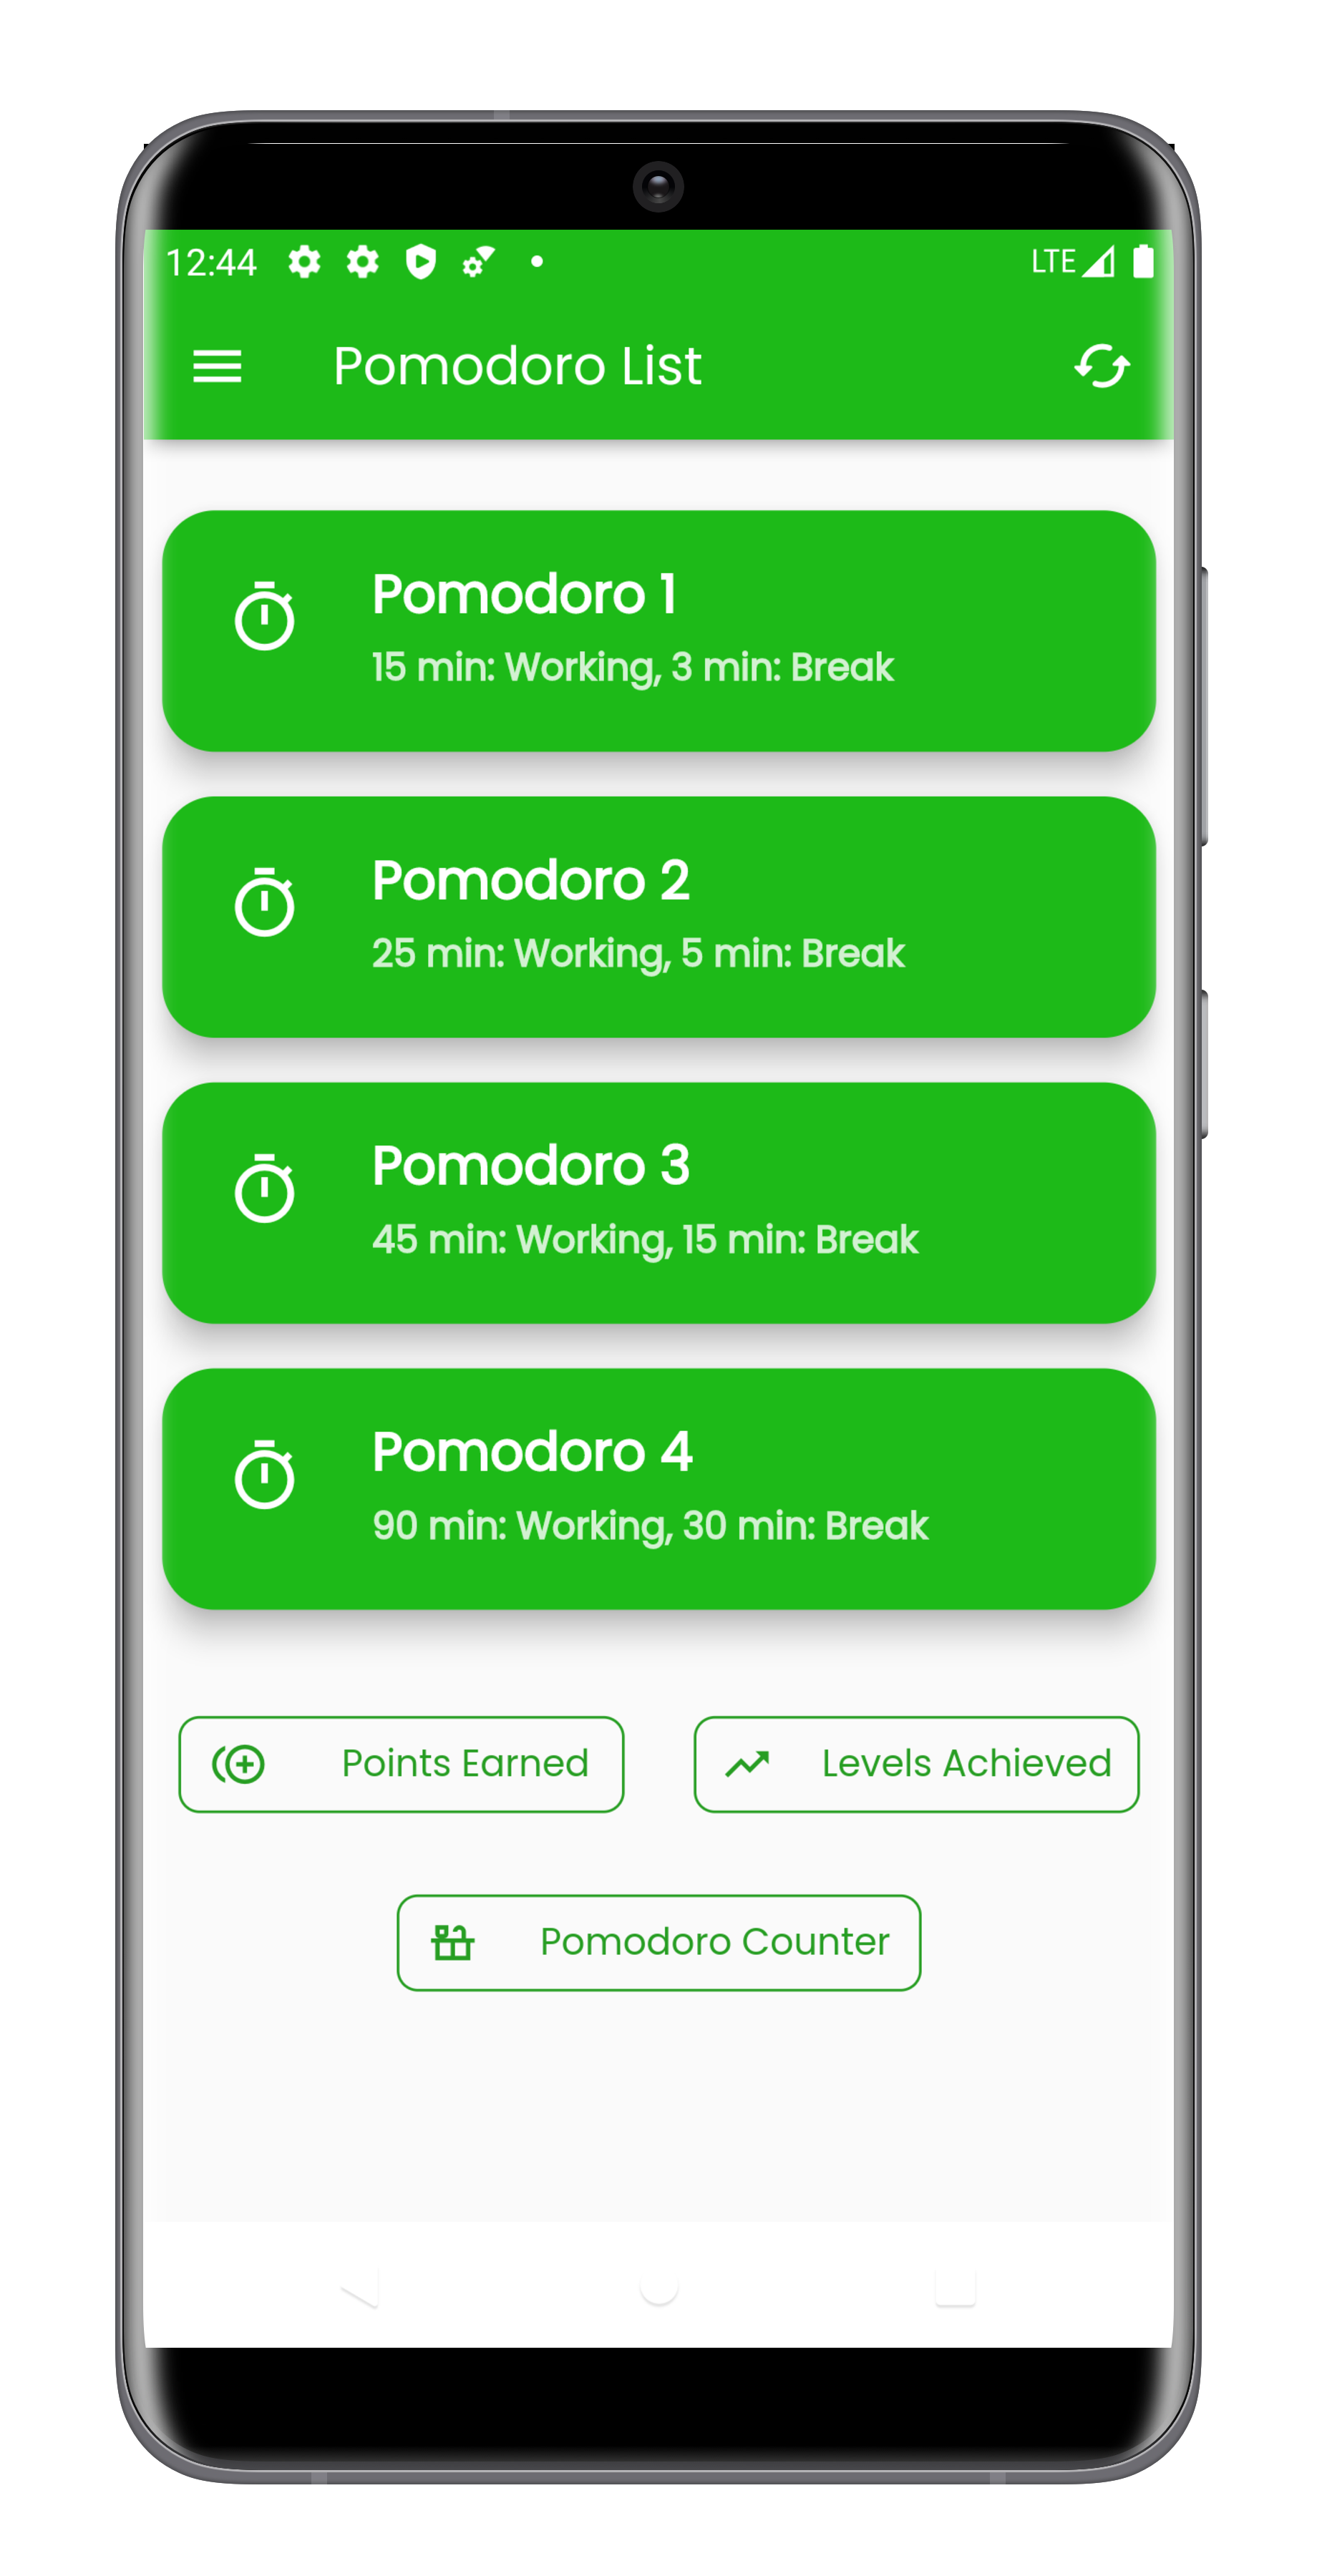 12:44 LTE
Pomodoro List
Pomodoro 1
15 min: Working, 3 min: Break
Pomodoro 2
25 min: Working, 5 min: Break
Pomodoro 3
45 min: Working, 15 min: Break
Pomodoro 4
90 min: Working, 30 min: Break
Points Earned Levels Achieved
Pomodoro Counter